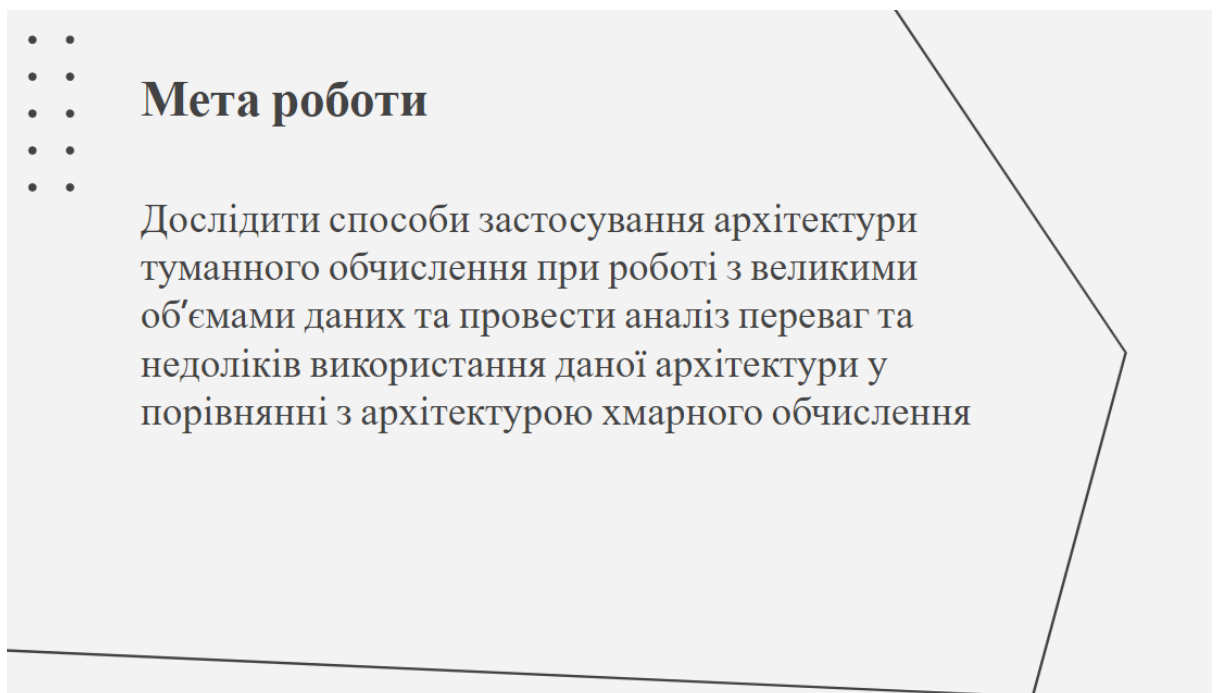 Мета роботи
Дослідити способи застосування архітектури
туманного обчислення при роботі з великими
об'ємами даних та провести аналіз переваг та
недоліків використання даної архітектури у
порівнянні з архітектурою хмарного обчислення